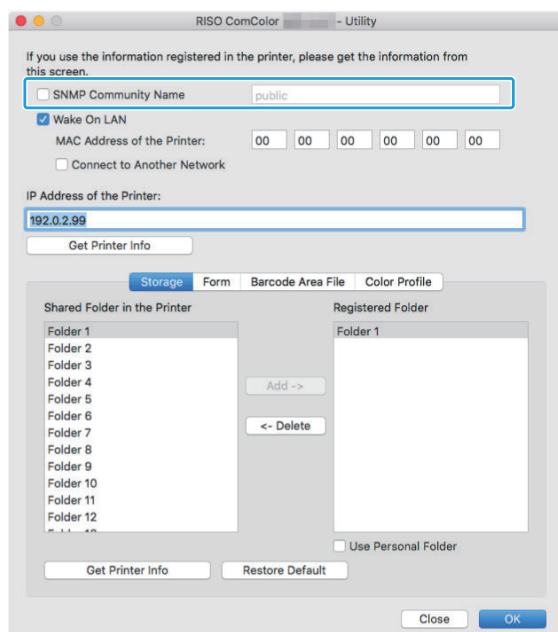 RISO ComColor - Utility
If you use the information registered in the printer, please get the information from
this screen.
SNMP Community Name public
Wake On LAN
MAC Address of the Printer: 00 00 00 00 00 00
Connect to Another Network
IP Address of the Printer:
192.0.2.99
Get Printer Info
Storage Form Barcode Area File Color Profile
Shared Folder in the Printer Registered Folder
Folder 1 Folder 1
Folder 2
Folder 3
Folder 4
Folder 5
Folder 6
Folder 7
Folder 8
Folder 9
Folder 10
Folder 11
Folder 12
Add ->
<- Delete
Use Personal Folder
Get Printer Info Restore Default
Close OK